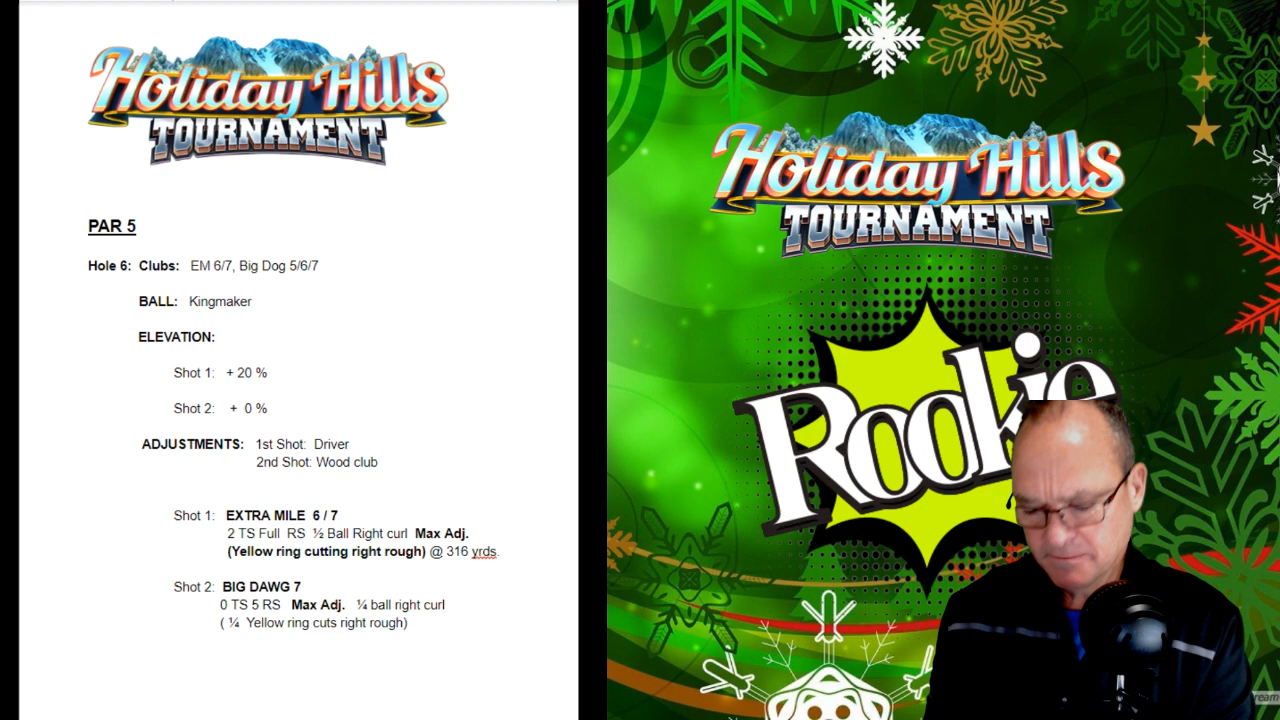 Holiday Hills
TOURNAMENT
PAR 5
Hole 6: Clubs: EM 6/7, Big Dog 5/6/7
BALL: Kingmaker
ELEVATION:
Shot 1: + 20 %
Shot 2: + 0 %
ADJUSTMENTS: 1st Shot: Driver
2nd Shot: Wood club
Shot 1: EXTRA MILE 6 / 7
2 TS Full RS ½ Ball Right curl Max Adj.
(Yellow ring cutting right rough) @ 316 yrds.
Shot 2: BIG DAWG 7
0 TS 5 RS Max Adj. ¼ ball right curl
( ¼ Yellow ring cuts right rough)
Holiday Hills
TOURNAMENT
Rookie